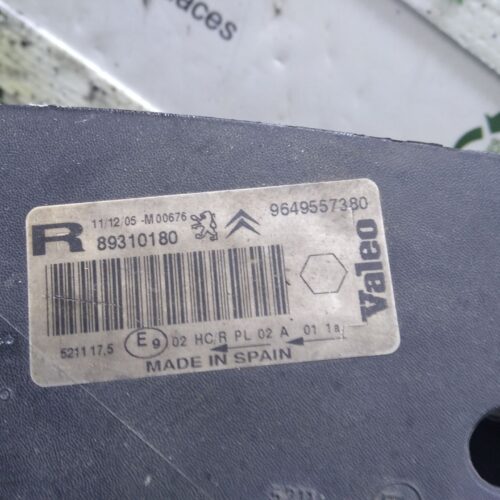 R 11/12/05 -M 00676
89310180
9649557380
Valeo
5211 17,5 E9 02 HC/R PL 02 A 01 1a
MADE IN SPAIN